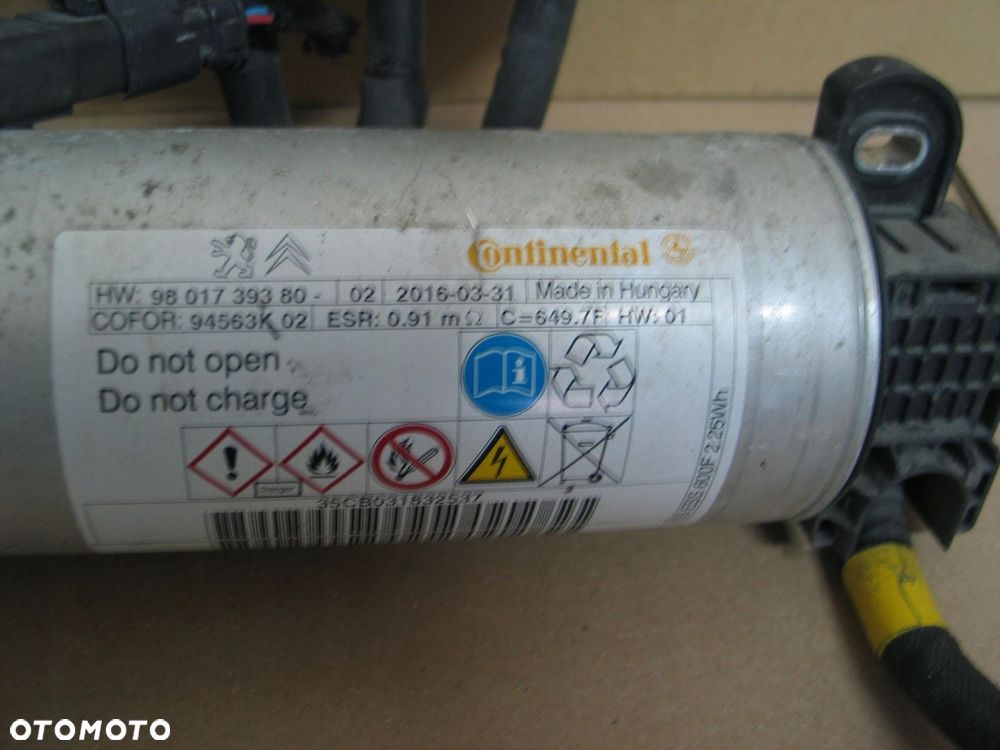 Continental
HW: 98 017 393 80 - 02 2016-03-31 Made in Hungary
COFOR: 94563K 02 ESR: 0.91 mΩ C=649.7F HW: 01
Do not open
Do not charge
Danger
35CB031632537
600F 2.25Wh
OTOMOTO